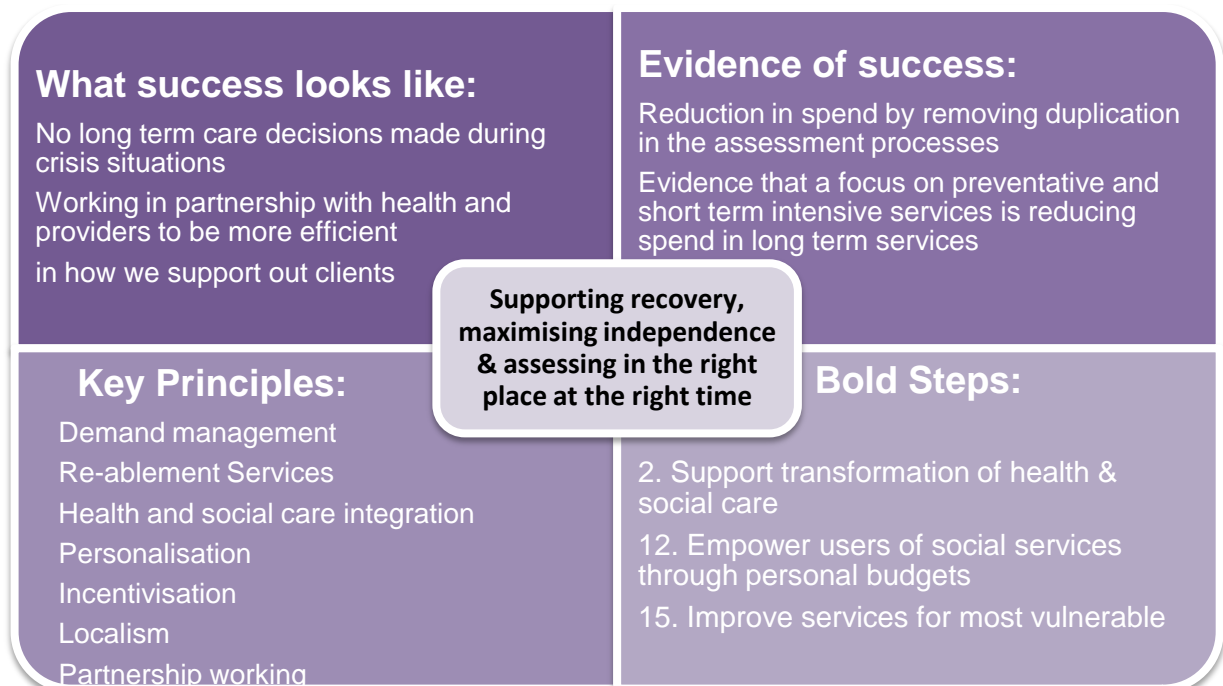 What success looks like:
No long term care decisions made during
crisis situations
Working in partnership with health and
providers to be more efficient
in how we support out clients
Evidence of success:
Reduction in spend by removing duplication
in the assessment processes
Evidence that a focus on preventative and
short term intensive services is reducing
spend in long term services
Supporting recovery,
maximising independence
& assessing in the right
place at the right time
Key Principles:
Demand management
Re-ablement Services
Health and social care integration
Personalisation
Incentivisation
Localism
Partnership working
Bold Steps:
2. Support transformation of health &
social care
12. Empower users of social services
through personal budgets
15. Improve services for most vulnerable